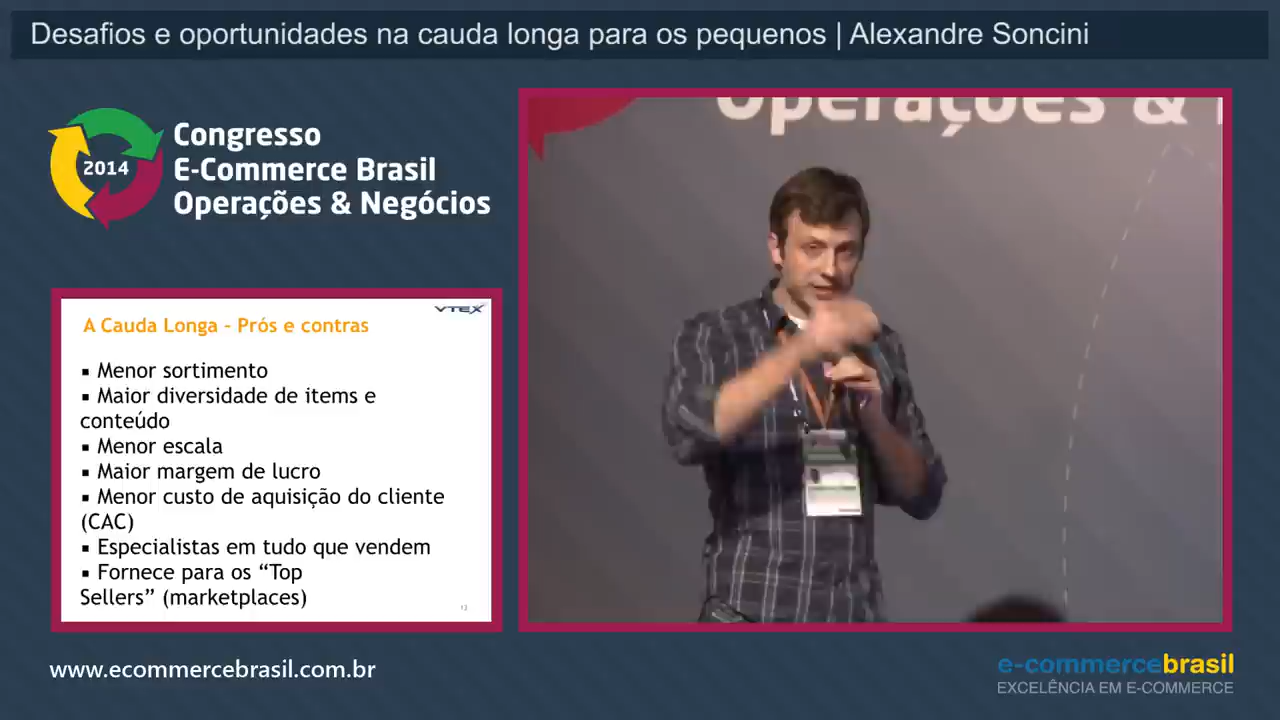 Desafios e oportunidades na cauda longa para os pequenos | Alexandre Soncini
2014
Congresso
E-Commerce Brasil
Operações & Negócios
Operações &
VTEX
A Cauda Longa - Prós e contras
▪ Menor sortimento
▪ Maior diversidade de items e
conteúdo
▪ Menor escala
▪ Maior margem de lucro
▪ Menor custo de aquisição do cliente
(CAC)
▪ Especialistas em tudo que vendem
▪ Fornece para os “Top
Sellers” (marketplaces)
13
www.ecommercebrasil.com.br
e-commercebrasil
EXCELÊNCIA EM E-COMMERCE